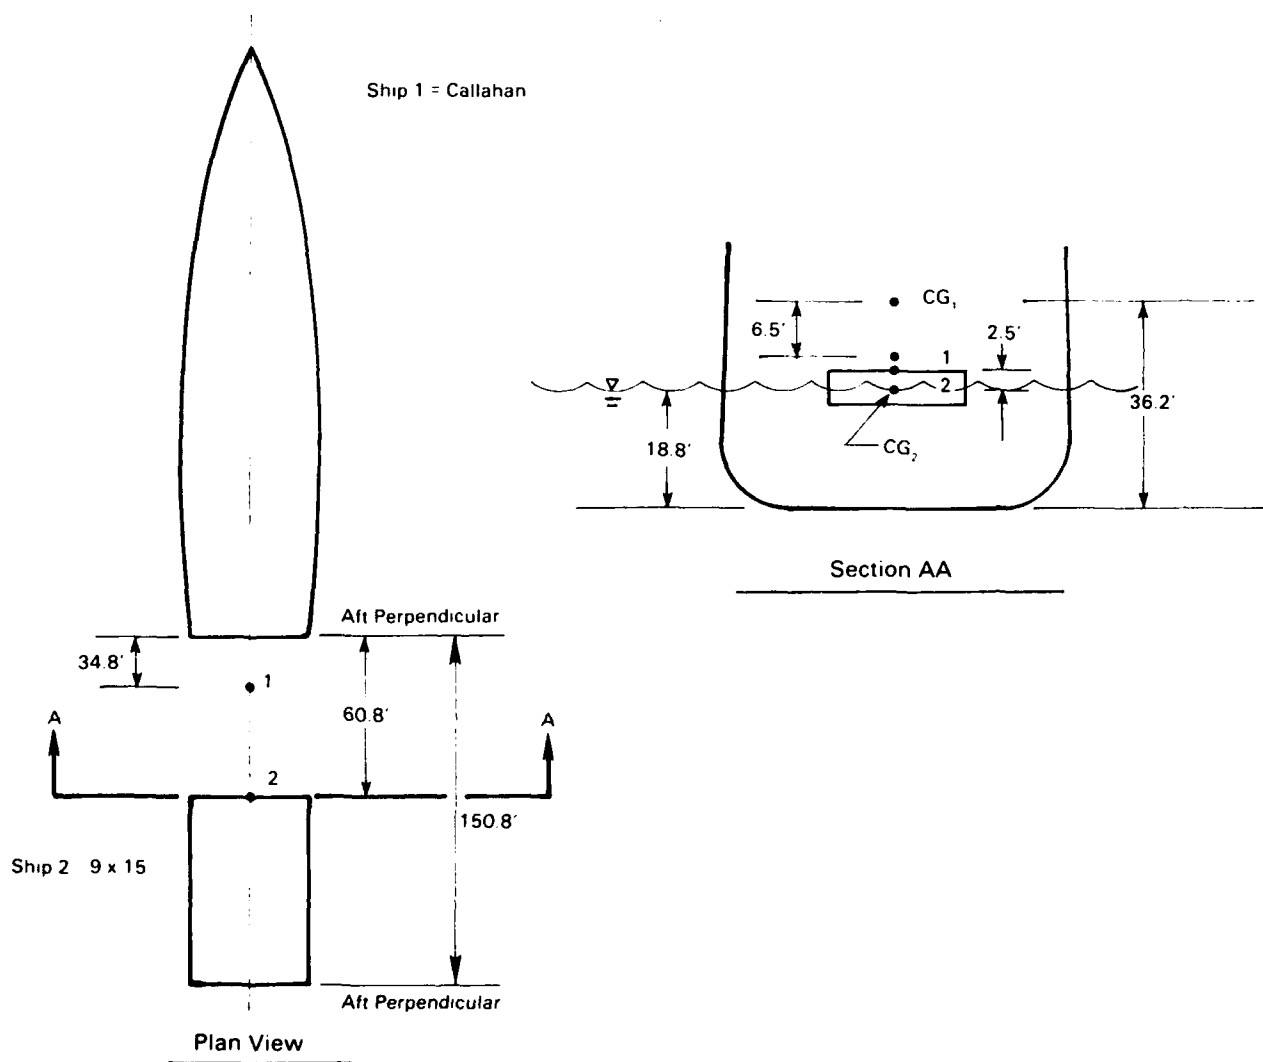 Ship 1 = Callahan
CG₁
6.5′
2.5′
1
2
36.2′
18.8′
CG₂
Section AA
Aft Perpendicular
34.8′
1
60.8′
A
A
2
150.8′
Ship 2 9 x 15
Aft Perpendicular
Plan View